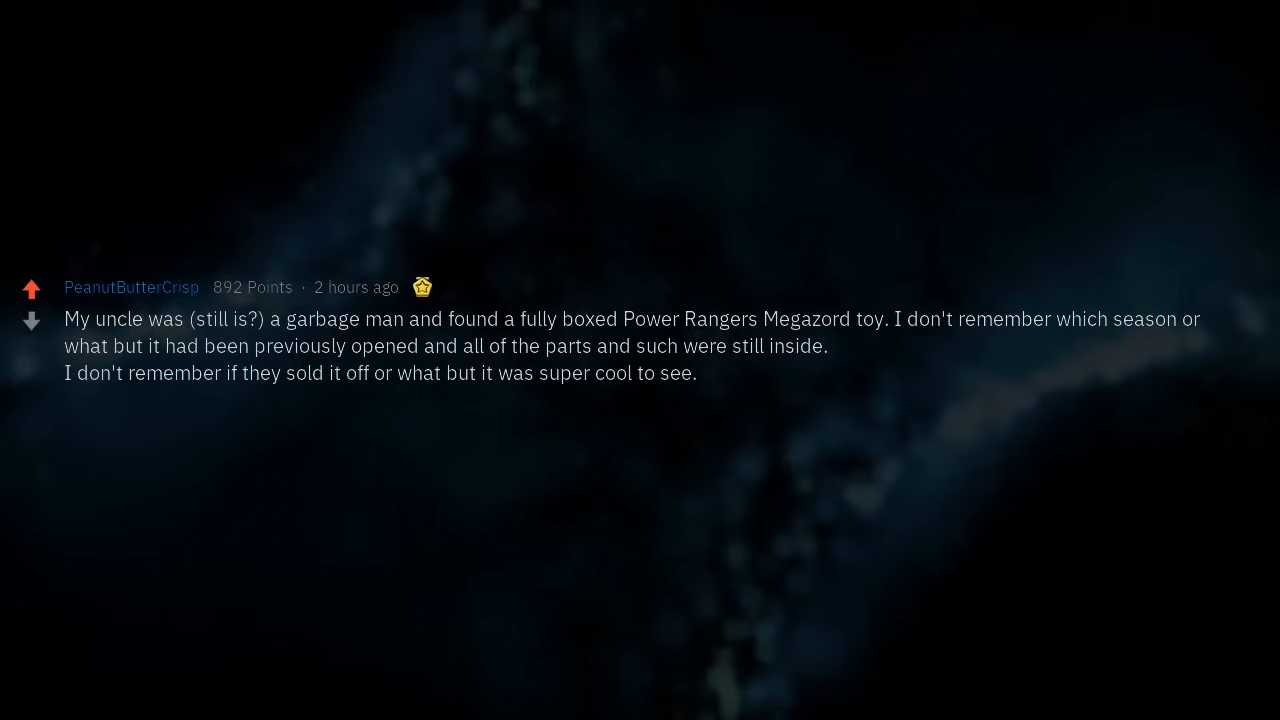 PeanutButterCrisp 892 Points · 2 hours ago
My uncle was (still is?) a garbage man and found a fully boxed Power Rangers Megazord toy. I don't remember which season or
what but it had been previously opened and all of the parts and such were still inside.
I don't remember if they sold it off or what but it was super cool to see.